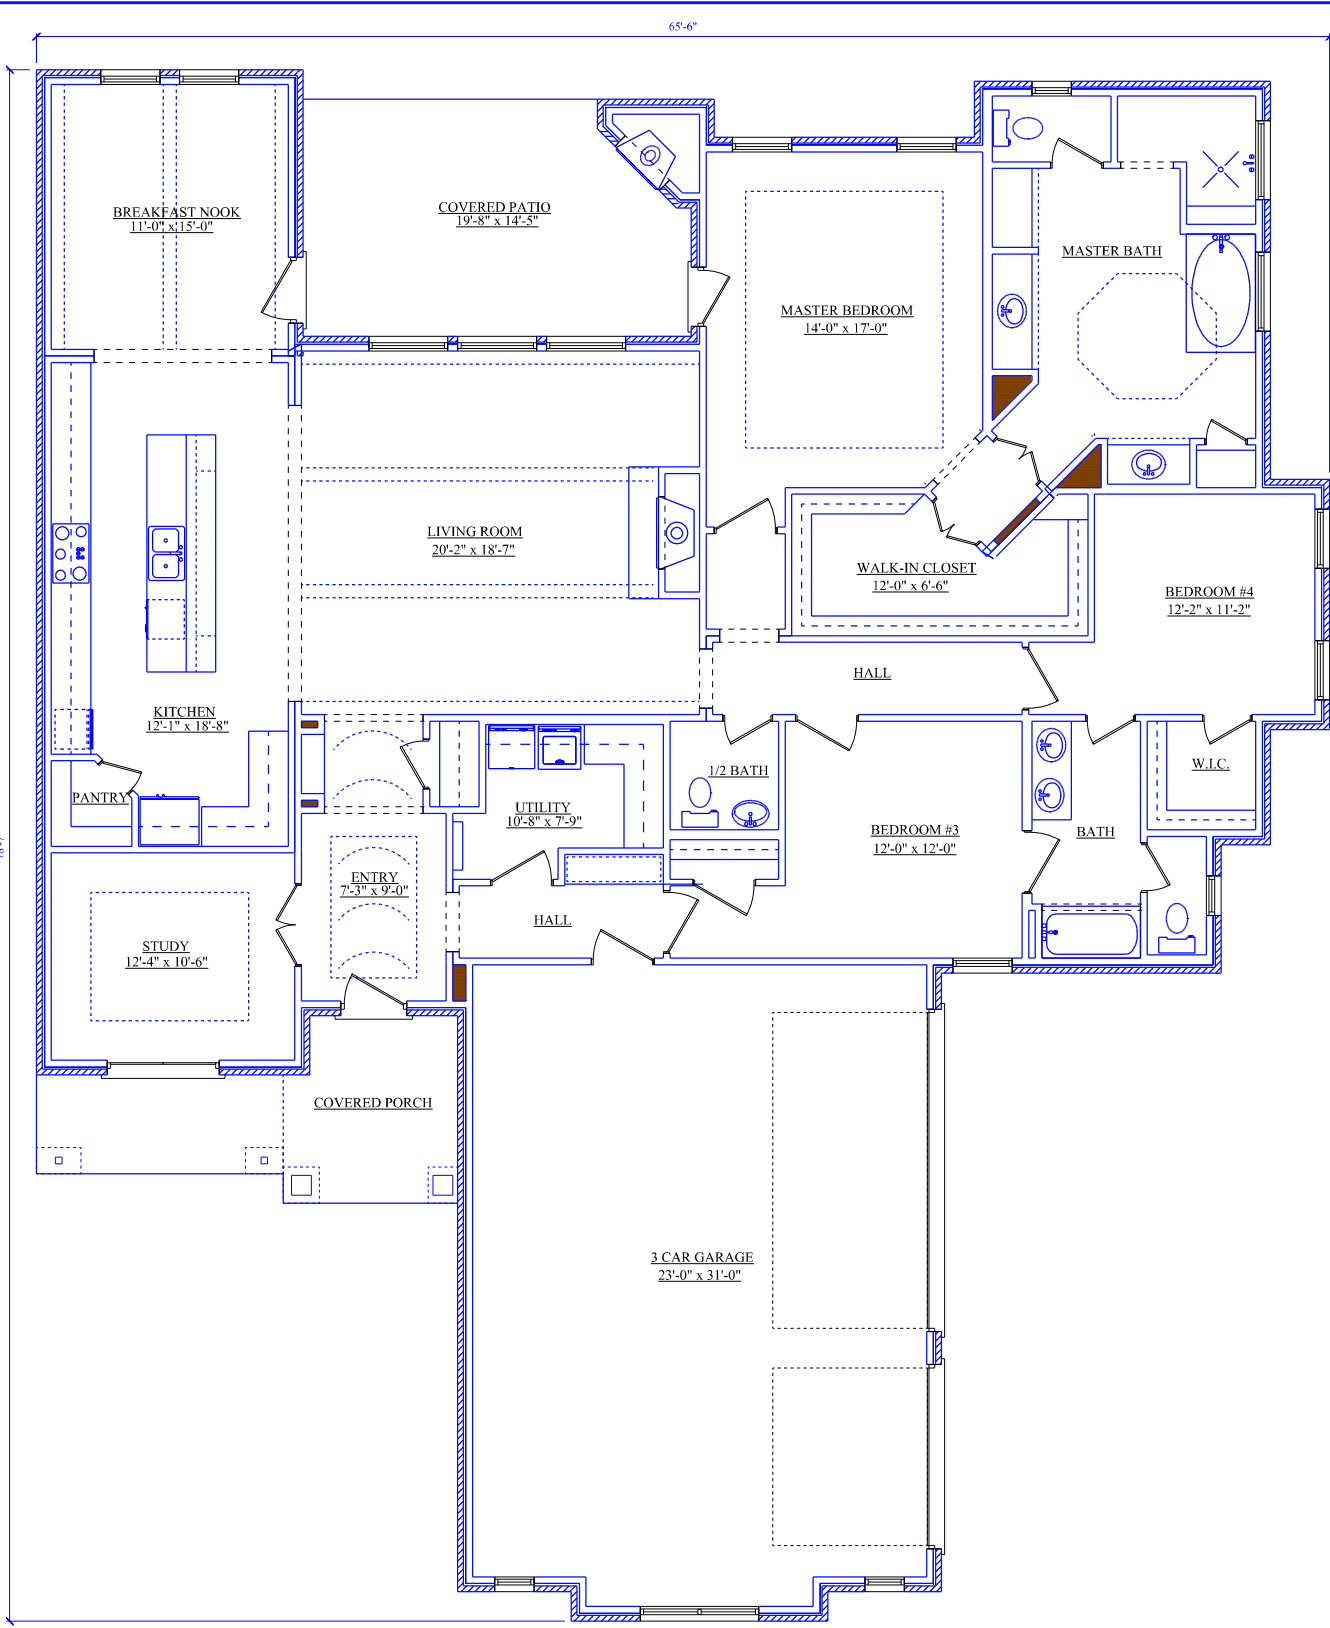 65'-6"
BREAKFAST NOOK
11'-0" x 15'-0"
COVERED PATIO
19'-8" x 14'-5"
MASTER BEDROOM
14'-0" x 17'-0"
MASTER BATH
LIVING ROOM
20'-2" x 18'-7"
WALK-IN CLOSET
12'-0" x 6'-6"
BEDROOM #4
12'-2" x 11'-2"
HALL
KITCHEN
12'-1" x 18'-8"
PANTRY
UTILITY
10'-8" x 7'-9"
1/2 BATH
W.I.C.
BEDROOM #3
12'-0" x 12'-0"
BATH
ENTRY
7'-3" x 9'-0"
HALL
STUDY
12'-4" x 10'-6"
COVERED PORCH
3 CAR GARAGE
23'-0" x 31'-0"